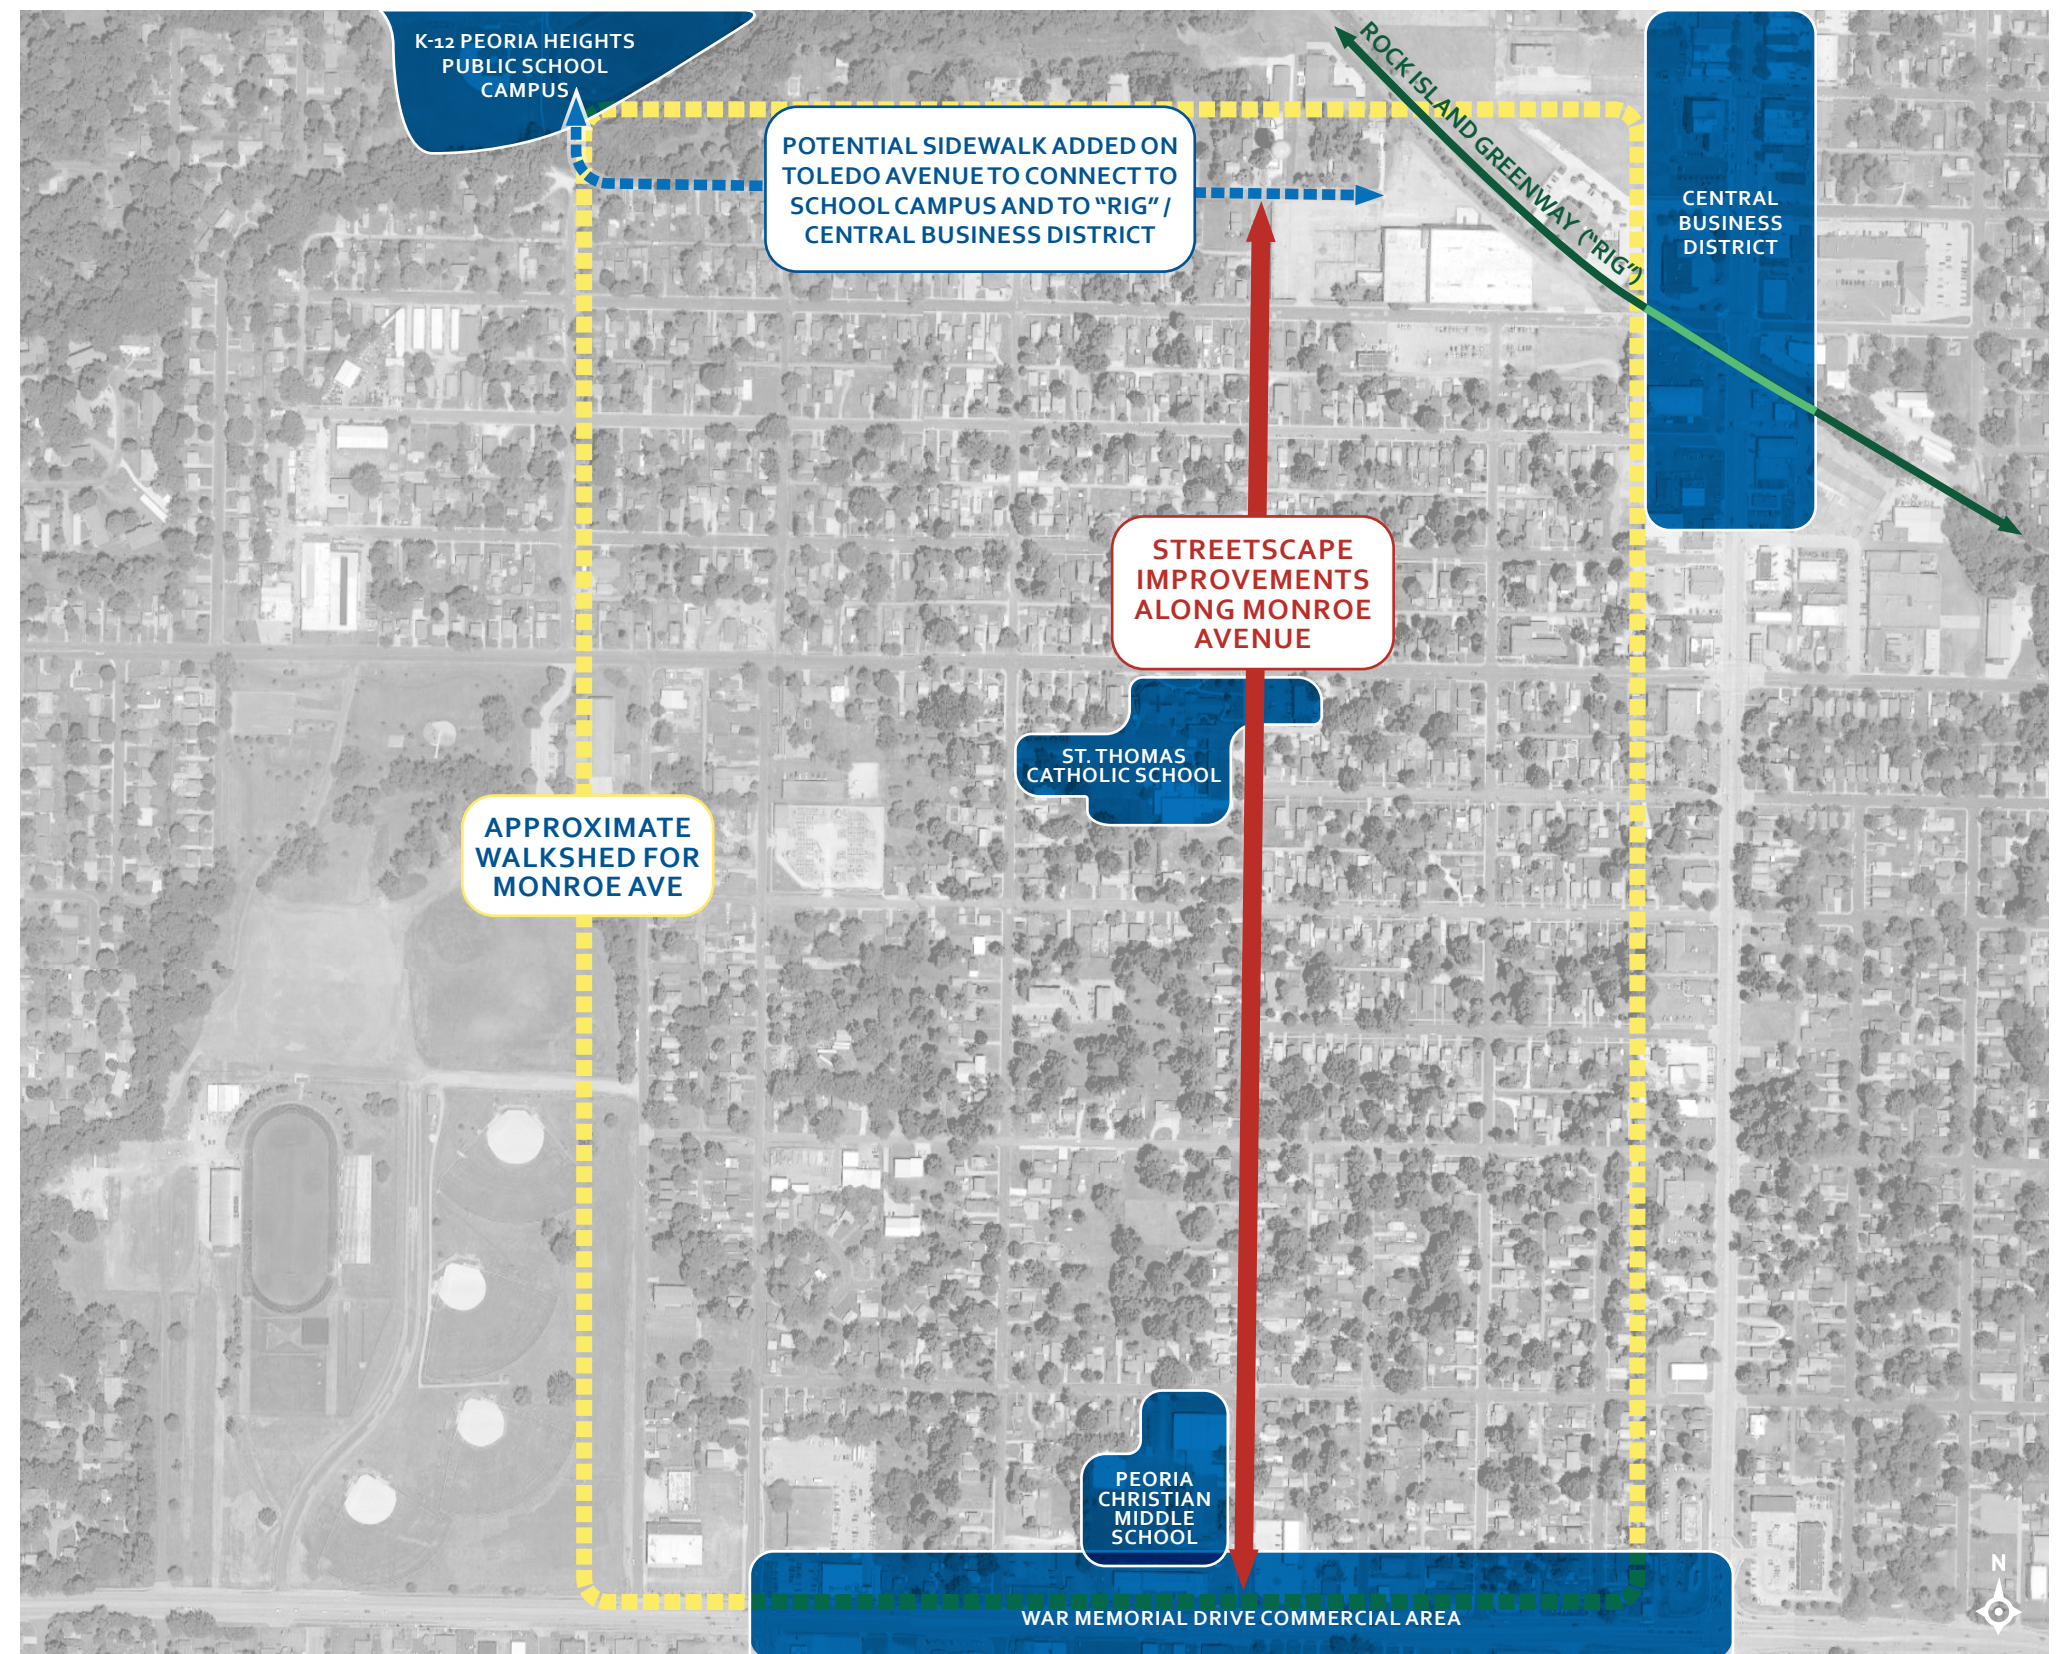 K-12 PEORIA HEIGHTS
PUBLIC SCHOOL
CAMPUS
ROCK ISLAND GREENWAY ("RIG")
POTENTIAL SIDEWALK ADDED ON
TOLEDO AVENUE TO CONNECT TO
SCHOOL CAMPUS AND TO “RIG” /
CENTRAL BUSINESS DISTRICT
CENTRAL
BUSINESS
DISTRICT
STREETSCAPE
IMPROVEMENTS
ALONG MONROE
AVENUE
ST. THOMAS
CATHOLIC SCHOOL
APPROXIMATE
WALKSHED FOR
MONROE AVE
PEORIA
CHRISTIAN
MIDDLE
SCHOOL
N
WAR MEMORIAL DRIVE COMMERCIAL AREA